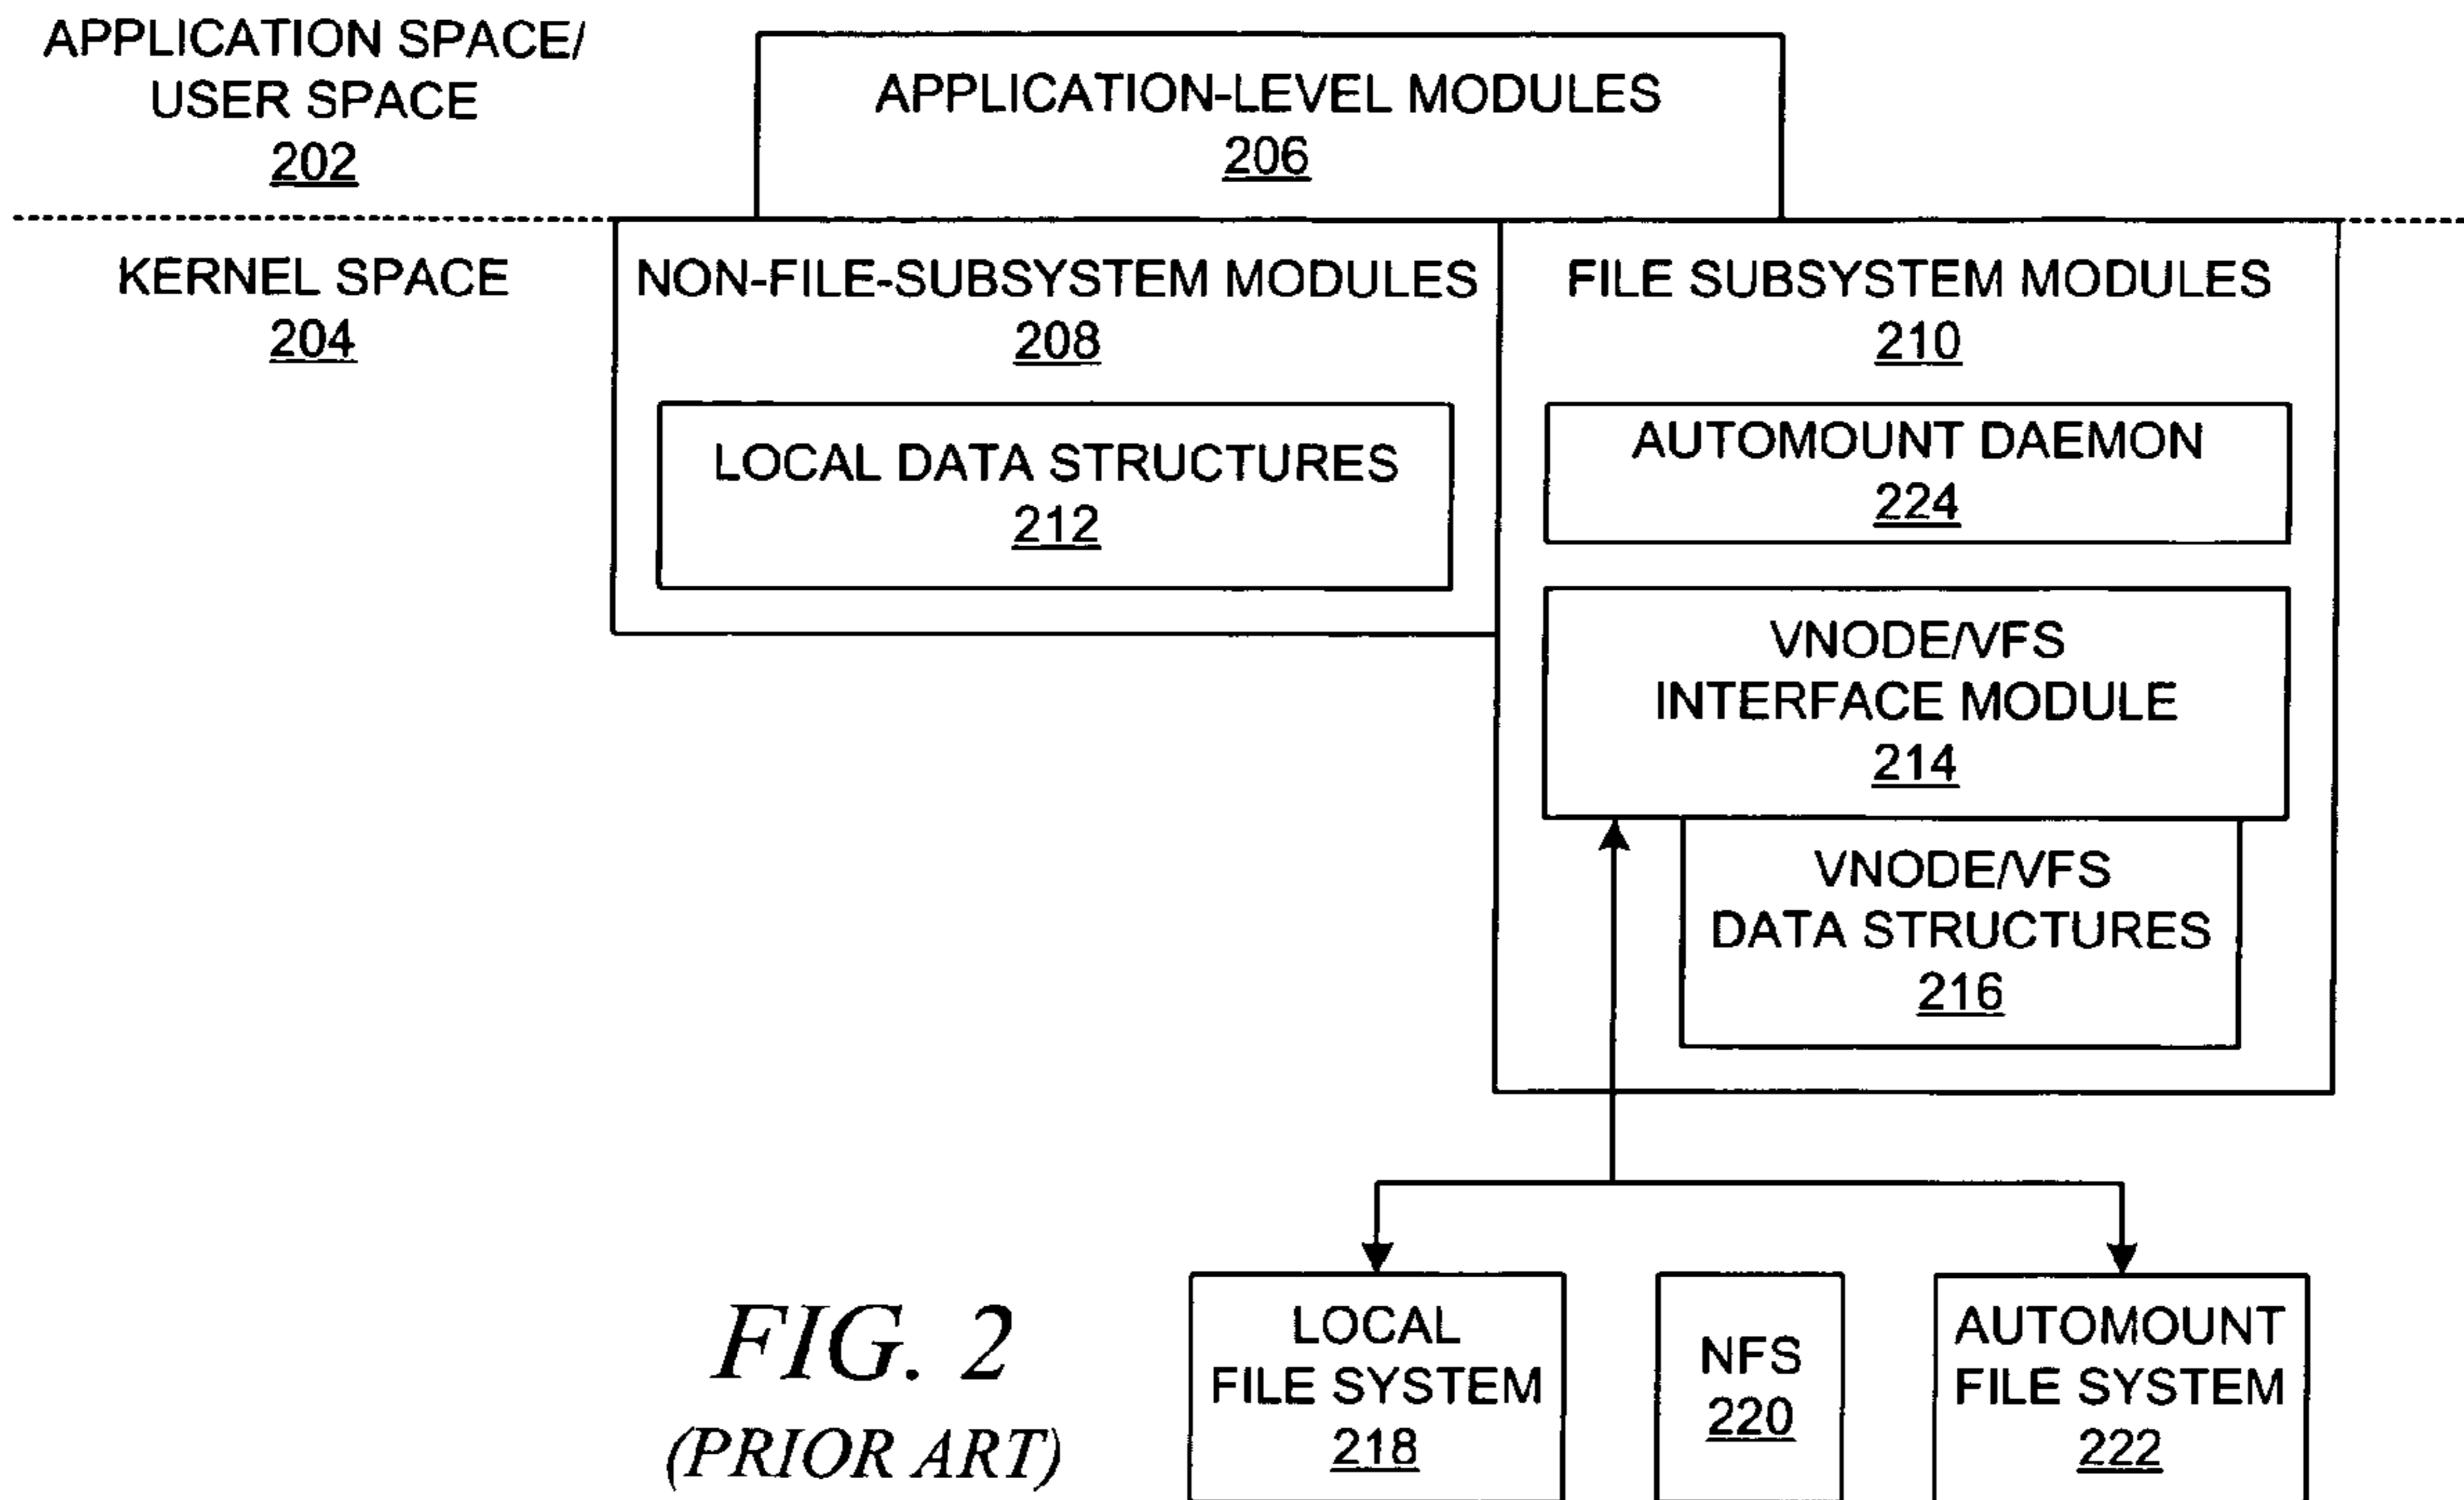 APPLICATION SPACE/
USER SPACE
202
APPLICATION-LEVEL MODULES
206
KERNEL SPACE
204
NON-FILE-SUBSYSTEM MODULES
208
LOCAL DATA STRUCTURES
212
FILE SUBSYSTEM MODULES
210
AUTOMOUNT DAEMON
224
VNODE/VFS
INTERFACE MODULE
214
VNODE/VFS
DATA STRUCTURES
216
LOCAL
FILE SYSTEM
218
NFS
220
AUTOMOUNT
FILE SYSTEM
222
FIG. 2
(PRIOR ART)